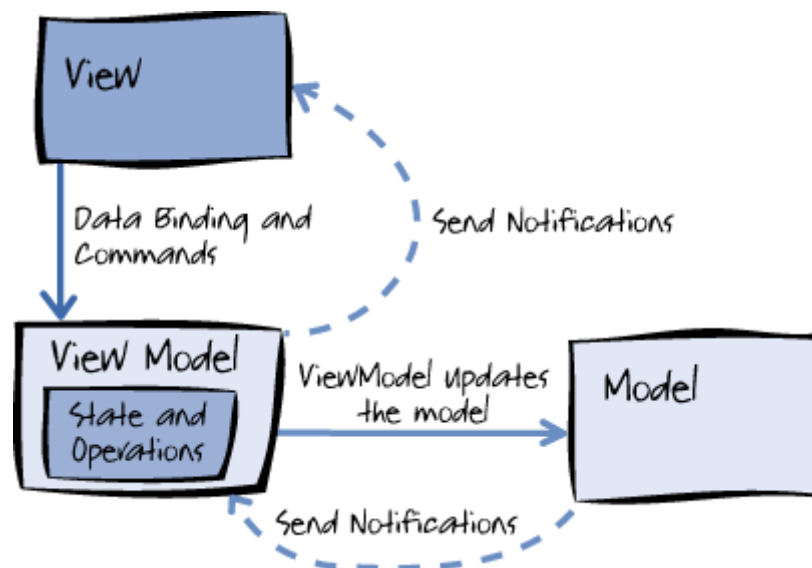 View
Data Binding and
Commands
Send Notifications
View Model
State and
Operations
ViewModel updates
the model
Model
Send Notifications